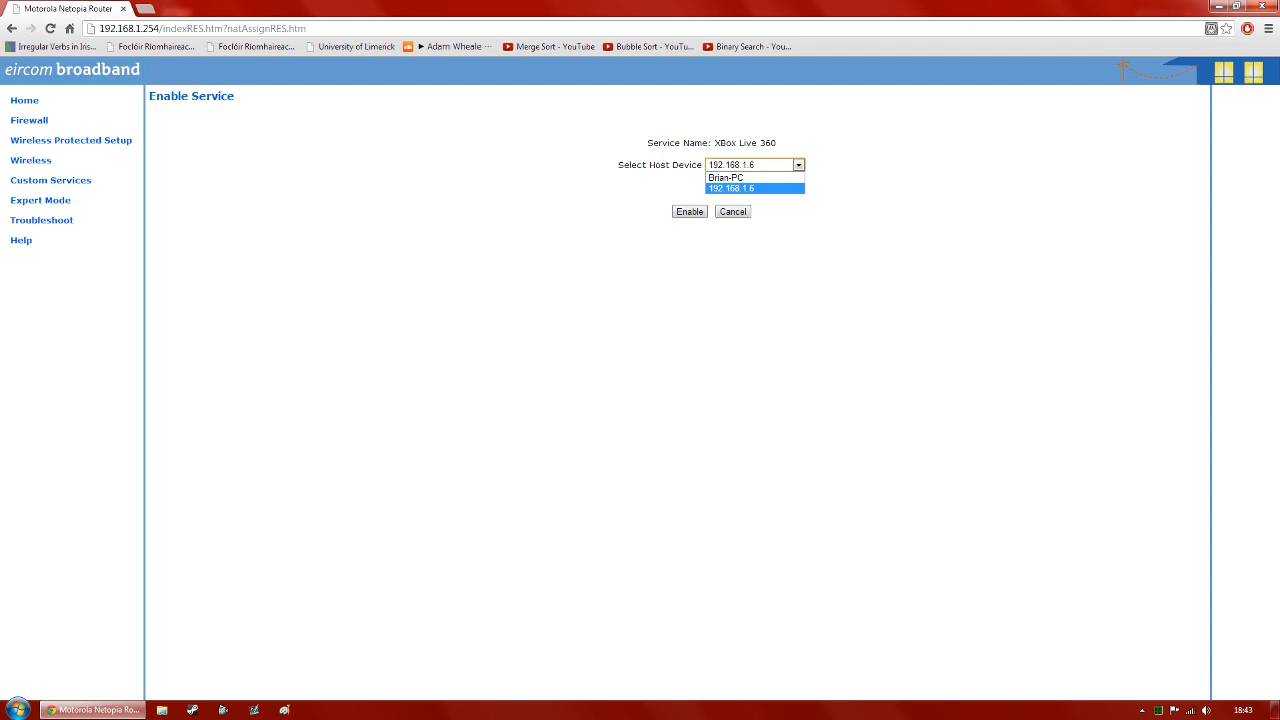 Motorola Netopia Router
192.168.1.254/indexRES.htm?natAssignRES.htm
Irregular Verbs in Iris... Foclóir Ríomhaireac... Foclóir Ríomhaireac... University of Limerick ▶ Adam Wheale ··· Merge Sort - YouTube Bubble Sort - YouTu... Binary Search - You...
eircom broadband
Enable Service
Home
Firewall
Wireless Protected Setup
Wireless
Custom Services
Expert Mode
Troubleshoot
Help
Service Name: XBox Live 360
Select Host Device 192.168.1.6
Brian-PC
192.168.1.6
Enable Cancel
Motorola Netopia Ro... 18:43